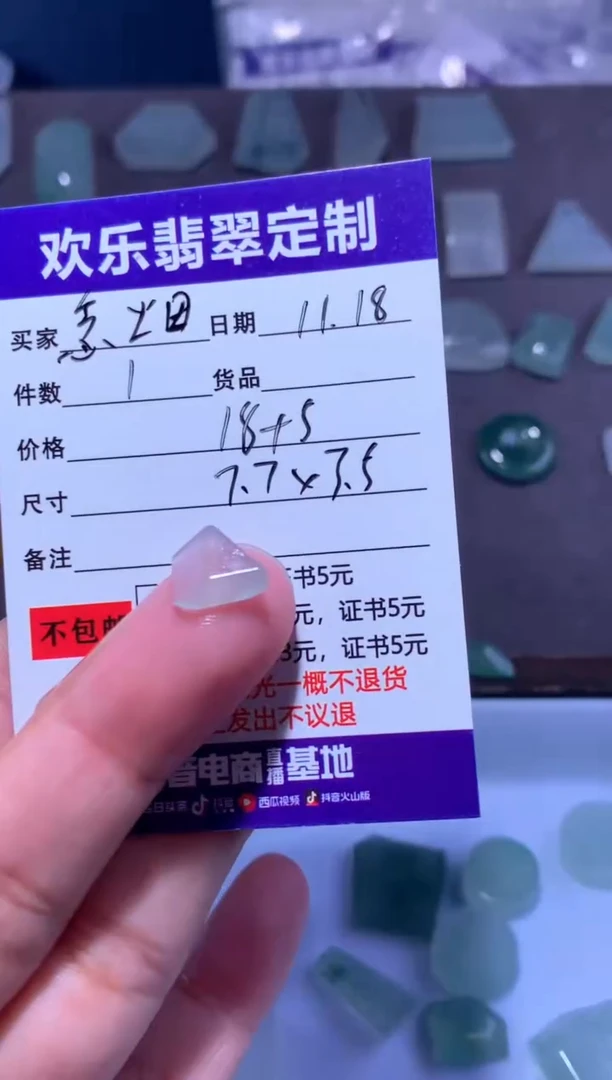 欢乐翡翠定制
买家 日期 11.18
件数 1 货品
价格 18+5
尺寸 7.7×7.5
备注
书5元
不包 元，证书5元
3元，证书5元
光一概不退货
发出不议退
音电商直播基地
西瓜视频 抖音火山版